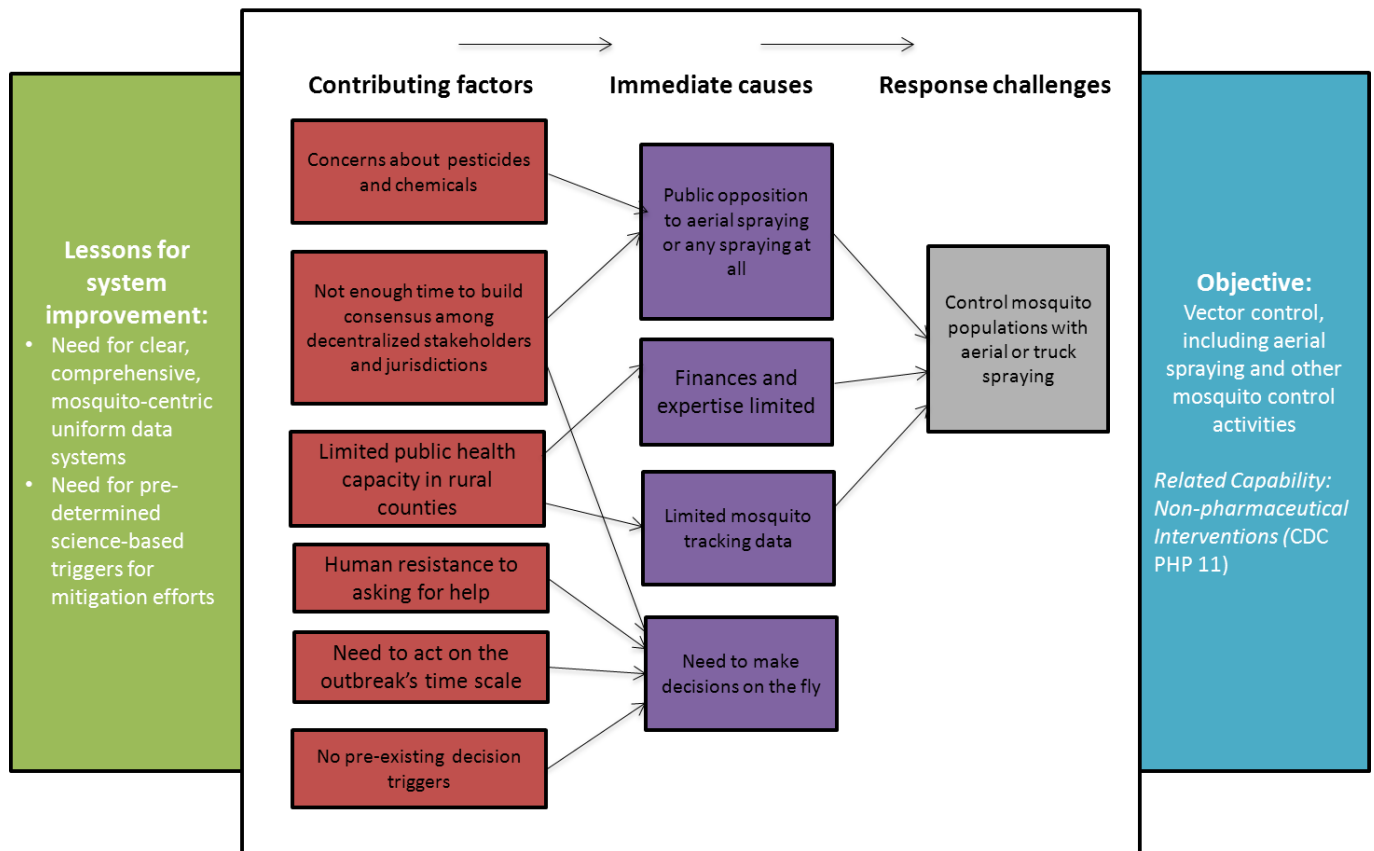 Contributing factors
Immediate causes
Response challenges
Lessons for
system
improvement:
• Need for clear,
comprehensive,
mosquito-centric
uniform data
systems
• Need for pre-
determined
science-based
triggers for
mitigation efforts
Concerns about pesticides
and chemicals
Not enough time to build
consensus among
decentralized stakeholders
and jurisdictions
Limited public health
capacity in rural
counties
Human resistance to
asking for help
Need to act on the
outbreak’s time scale
No pre-existing decision
triggers
Public opposition
to aerial spraying
or any spraying at
all
Finances and
expertise limited
Limited mosquito
tracking data
Need to make
decisions on the fly
Control mosquito
populations with
aerial or truck
spraying
Objective:
Vector control,
including aerial
spraying and other
mosquito control
activities
Related Capability:
Non-pharmaceutical
Interventions (CDC
PHP 11)